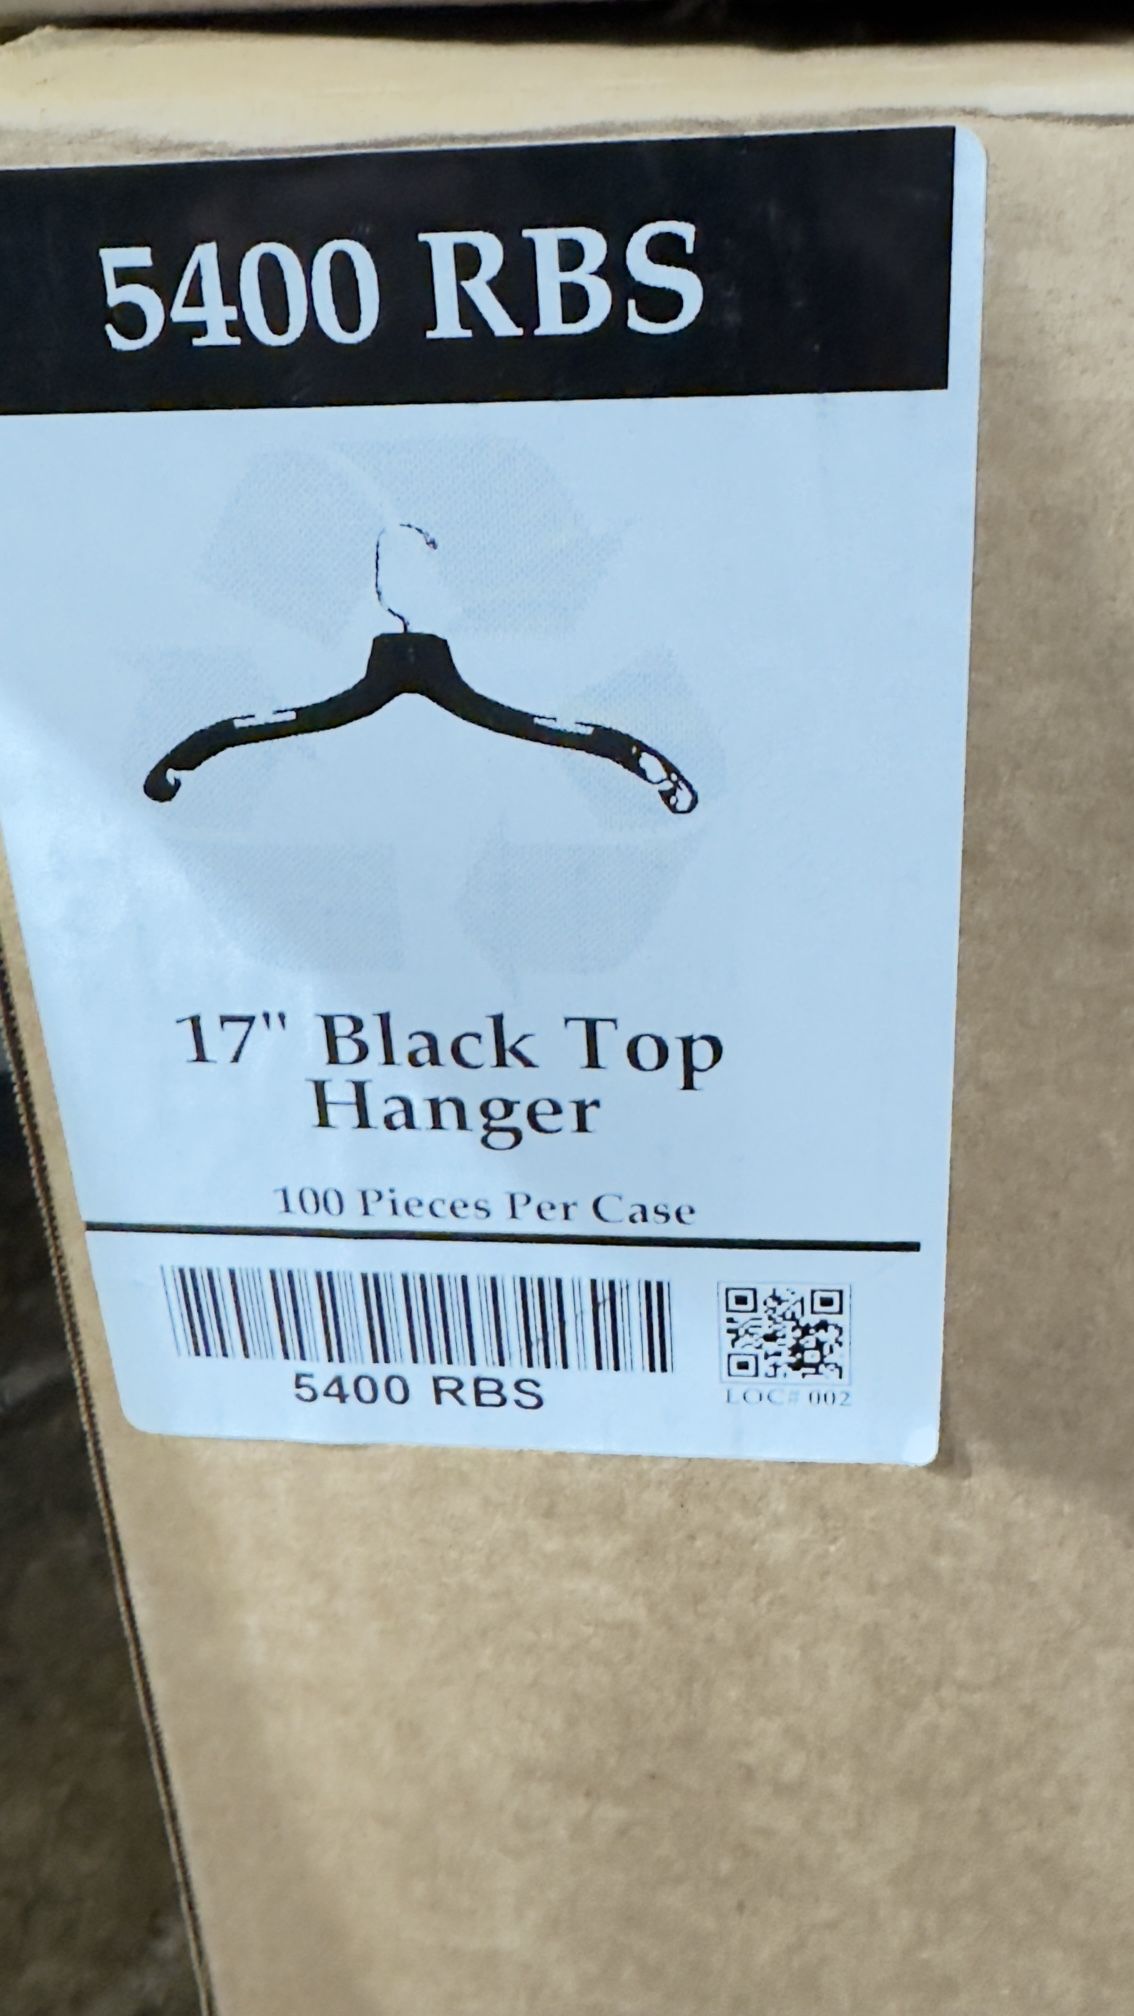 5400 RBS
17" Black Top
Hanger
100 Pieces Per Case
5400 RBS
LOC# 002